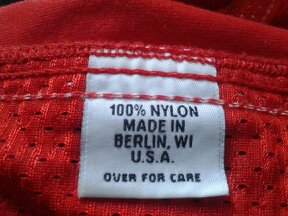 100% NYLON
MADE IN
BERLIN, WI
U.S.A.
OVER FOR CARE